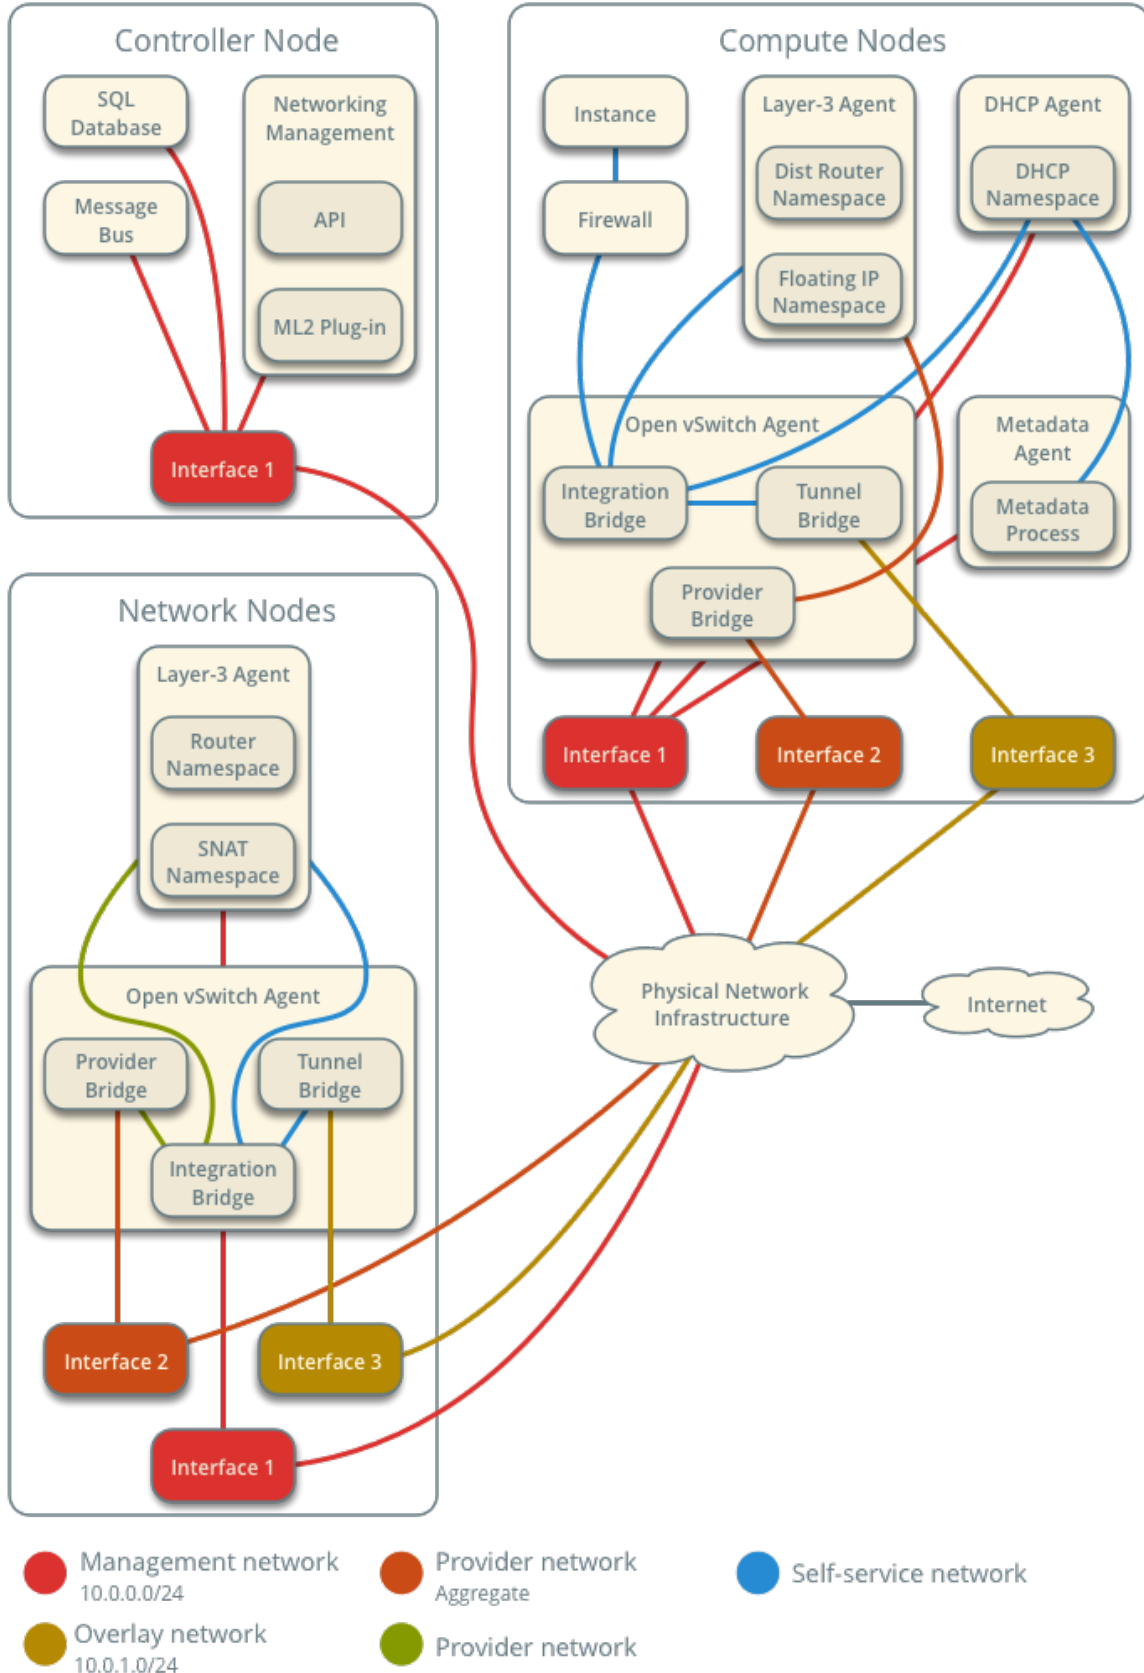 Controller Node
SQL
Database
Networking
Management
Message
Bus
API
ML2 Plug-in
Interface 1
Compute Nodes
Instance
Layer-3 Agent
DHCP Agent
Dist Router
Namespace
DHCP
Namespace
Firewall
Floating IP
Namespace
Open vSwitch Agent
Metadata
Agent
Integration
Bridge
Tunnel
Bridge
Metadata
Process
Provider
Bridge
Interface 1
Interface 2
Interface 3
Network Nodes
Layer-3 Agent
Router
Namespace
SNAT
Namespace
Open vSwitch Agent
Provider
Bridge
Tunnel
Bridge
Integration
Bridge
Interface 2
Interface 3
Interface 1
Physical Network
Infrastructure
Internet
Management network
10.0.0.0/24
Provider network
Aggregate
Self-service network
Overlay network
10.0.1.0/24
Provider network